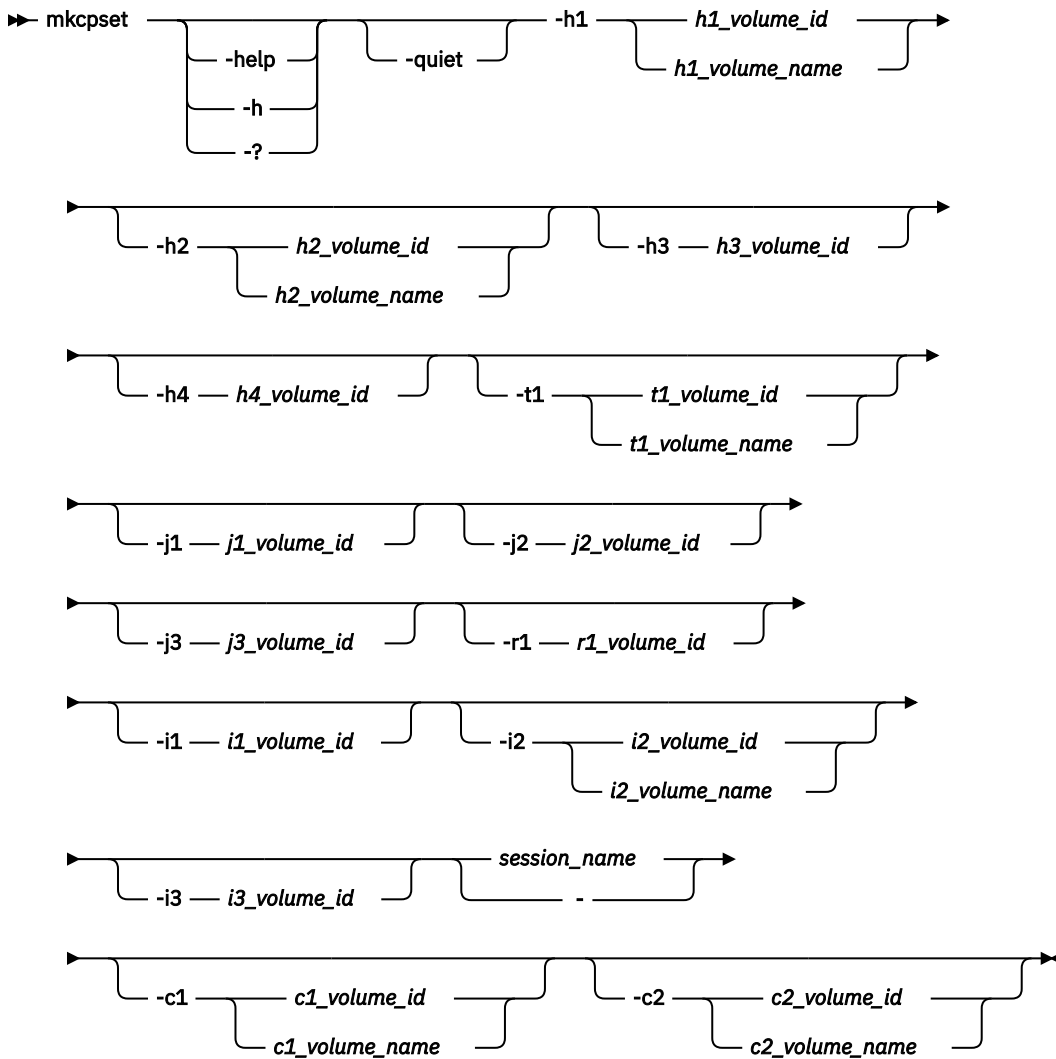 mkcpset -help -h -? -quiet -h1 h1_volume_id h1_volume_name
-h2 h2_volume_id h2_volume_name -h3 h3_volume_id
-h4 h4_volume_id -t1 t1_volume_id t1_volume_name
-j1 j1_volume_id -j2 j2_volume_id
-j3 j3_volume_id -r1 r1_volume_id
-i1 i1_volume_id -i2 i2_volume_id i2_volume_name
-i3 i3_volume_id session_name -
-c1 c1_volume_id c1_volume_name -c2 c2_volume_id c2_volume_name